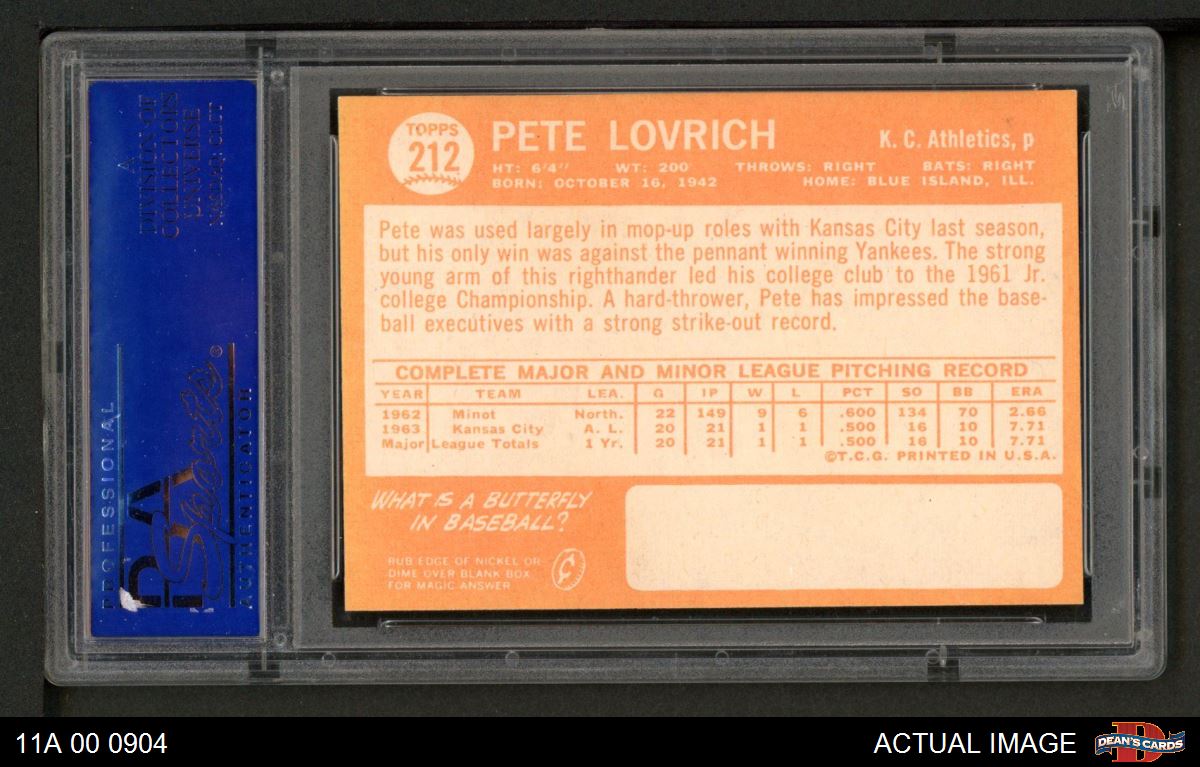 A
DIVISION OF
COLLECTORS
UNIVERSE
NASDAQ: CLCT
PROFESSIONAL
PSA
Sports®
AUTHENTICATOR
TOPPS
212
PETE LOVRICH
K. C. Athletics, p
HT: 6'4" WT: 200 THROWS: RIGHT BATS: RIGHT
BORN: OCTOBER 16, 1942 HOME: BLUE ISLAND, ILL.
Pete was used largely in mop-up roles with Kansas City last season,
but his only win was against the pennant winning Yankees. The strong
young arm of this righthander led his college club to the 1961 Jr.
college Championship. A hard-thrower, Pete has impressed the base-
ball executives with a strong strike-out record.
COMPLETE MAJOR AND MINOR LEAGUE PITCHING RECORD
YEAR TEAM LEA. G IP W L PCT SO BB ERA
1962 Minot North. 22 149 9 6 .600 134 70 2.66
1963 Kansas City A. L. 20 21 1 1 .500 16 10 7.71
Major League Totals 1 Yr. 20 21 1 1 .500 16 10 7.71
©T.C.G. PRINTED IN U.S.A.
WHAT IS A BUTTERFLY
IN BASEBALL?
RUB EDGE OF NICKEL OR
DIME OVER BLANK BOX
FOR MAGIC ANSWER
¢
11A 00 0904
ACTUAL IMAGE
D
DEAN'S CARDS